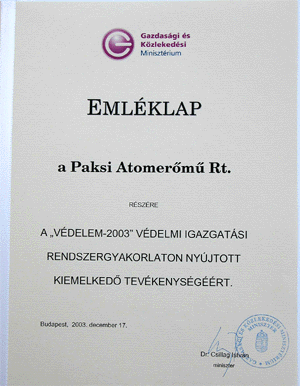 Gazdasági és
Közlekedési
Minisztérium
EMLÉKLAP
a Paksi Atomerőmű Rt.
RÉSZÉRE
A „VÉDELEM-2003" VÉDELMI IGAZGATÁSI
RENDSZERGYAKORLATON NYÚJTOTT
KIEMELKEDŐ TEVÉKENYSÉGÉÉRT.
Budapest, 2003. december 17.
Dr. Csillag István
miniszter